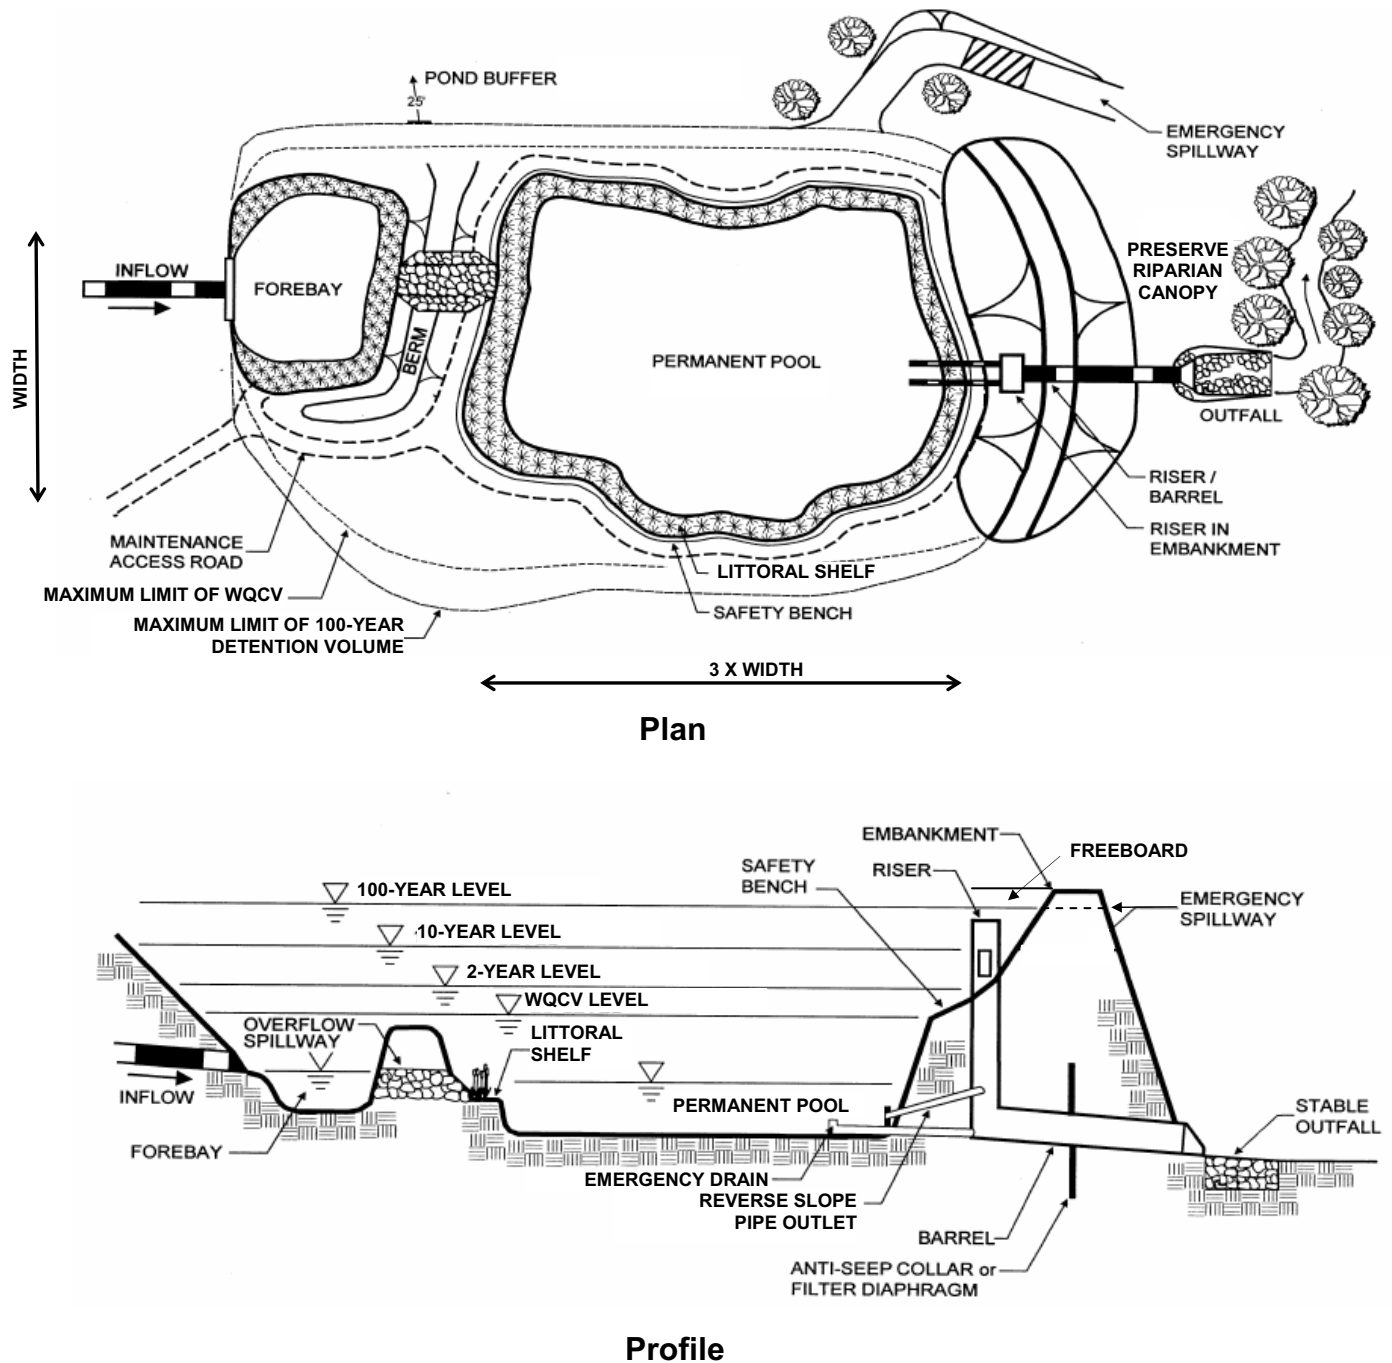 POND BUFFER
25'
EMERGENCY
SPILLWAY
INFLOW
FOREBAY
WIDTH
BERM
PERMANENT POOL
PRESERVE
RIPARIAN
CANOPY
OUTFALL
RISER /
BARREL
RISER IN
EMBANKMENT
MAINTENANCE
ACCESS ROAD
LITTORAL SHELF
MAXIMUM LIMIT OF WQCV
SAFETY BENCH
MAXIMUM LIMIT OF 100-YEAR
DETENTION VOLUME
3 X WIDTH
Plan
EMBANKMENT
FREEBOARD
SAFETY
BENCH
RISER
100-YEAR LEVEL
EMERGENCY
SPILLWAY
10-YEAR LEVEL
2-YEAR LEVEL
WQCV LEVEL
OVERFLOW
SPILLWAY
LITTORAL
SHELF
INFLOW
PERMANENT POOL
STABLE
OUTFALL
FOREBAY
EMERGENCY DRAIN
REVERSE SLOPE
PIPE OUTLET
BARREL
ANTI-SEEP COLLAR or
FILTER DIAPHRAGM
Profile